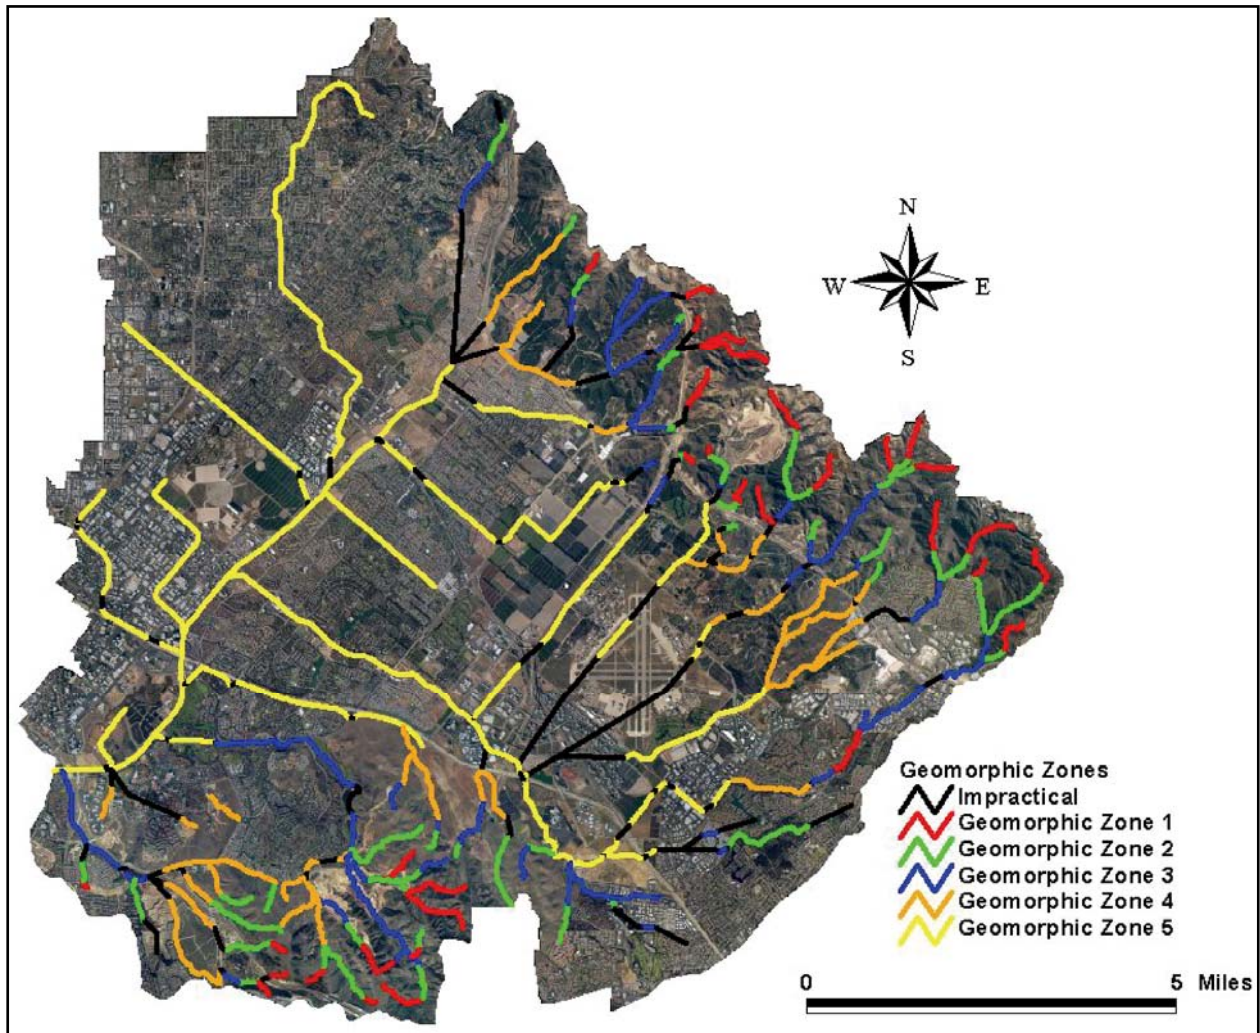 N
W E
S
Geomorphic Zones
Impractical
Geomorphic Zone 1
Geomorphic Zone 2
Geomorphic Zone 3
Geomorphic Zone 4
Geomorphic Zone 5
0 5 Miles